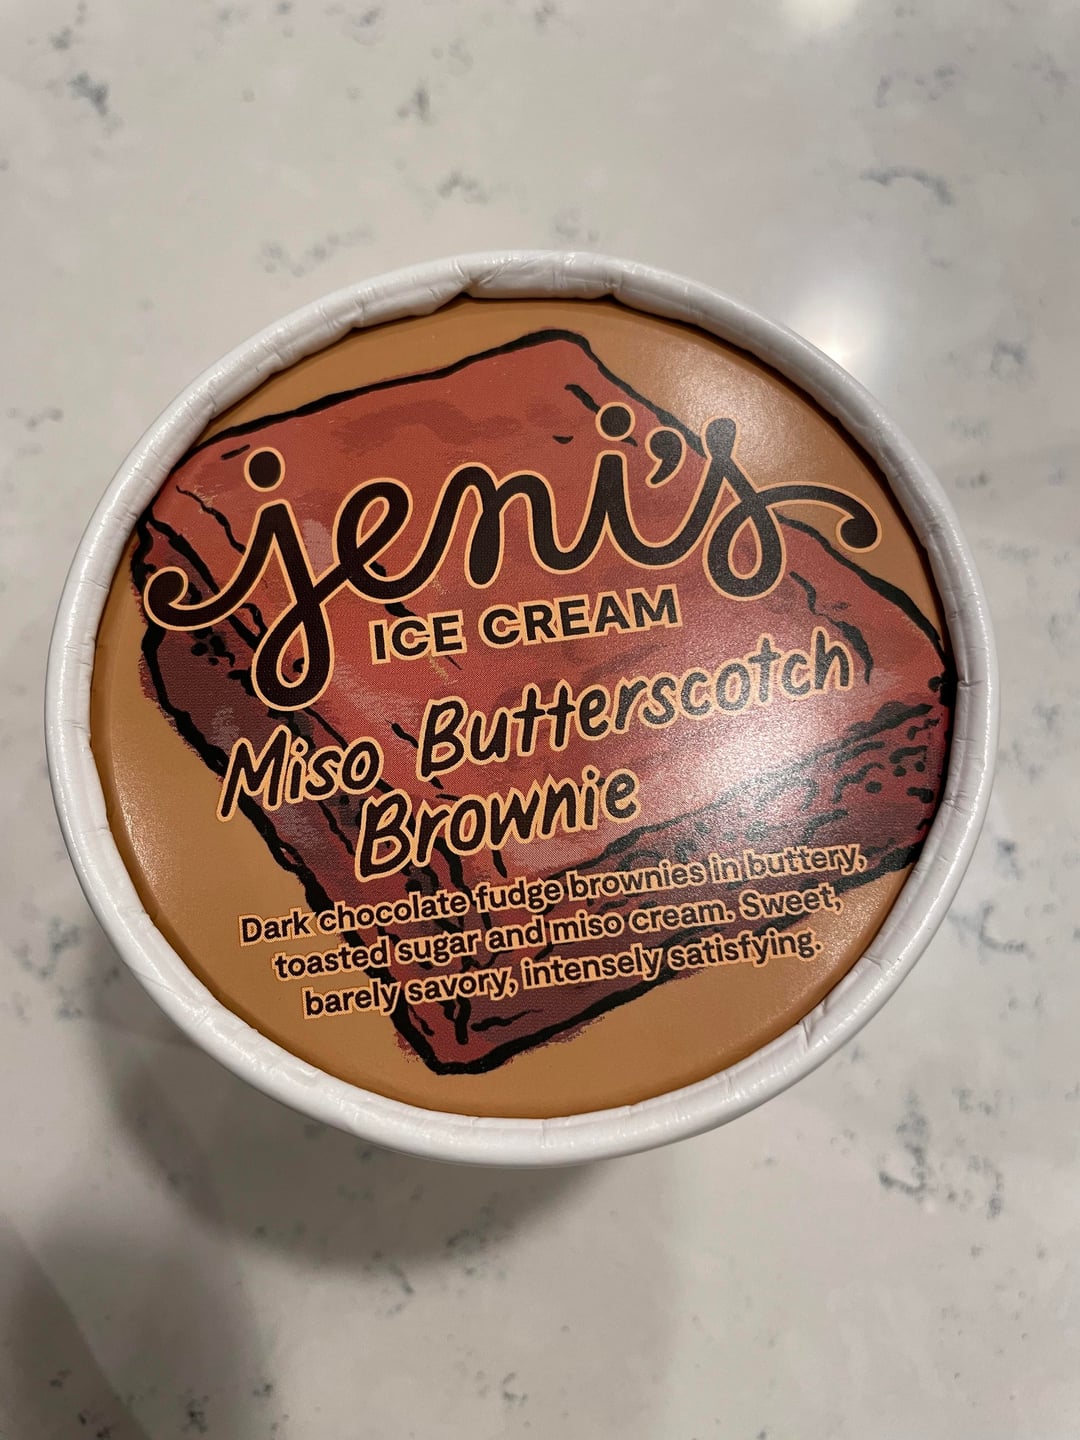 jeni's
ICE CREAM
Miso Butterscotch
Brownie
Dark chocolate fudge brownies in buttery,
toasted sugar and miso cream. Sweet,
barely savory, intensely satisfying.